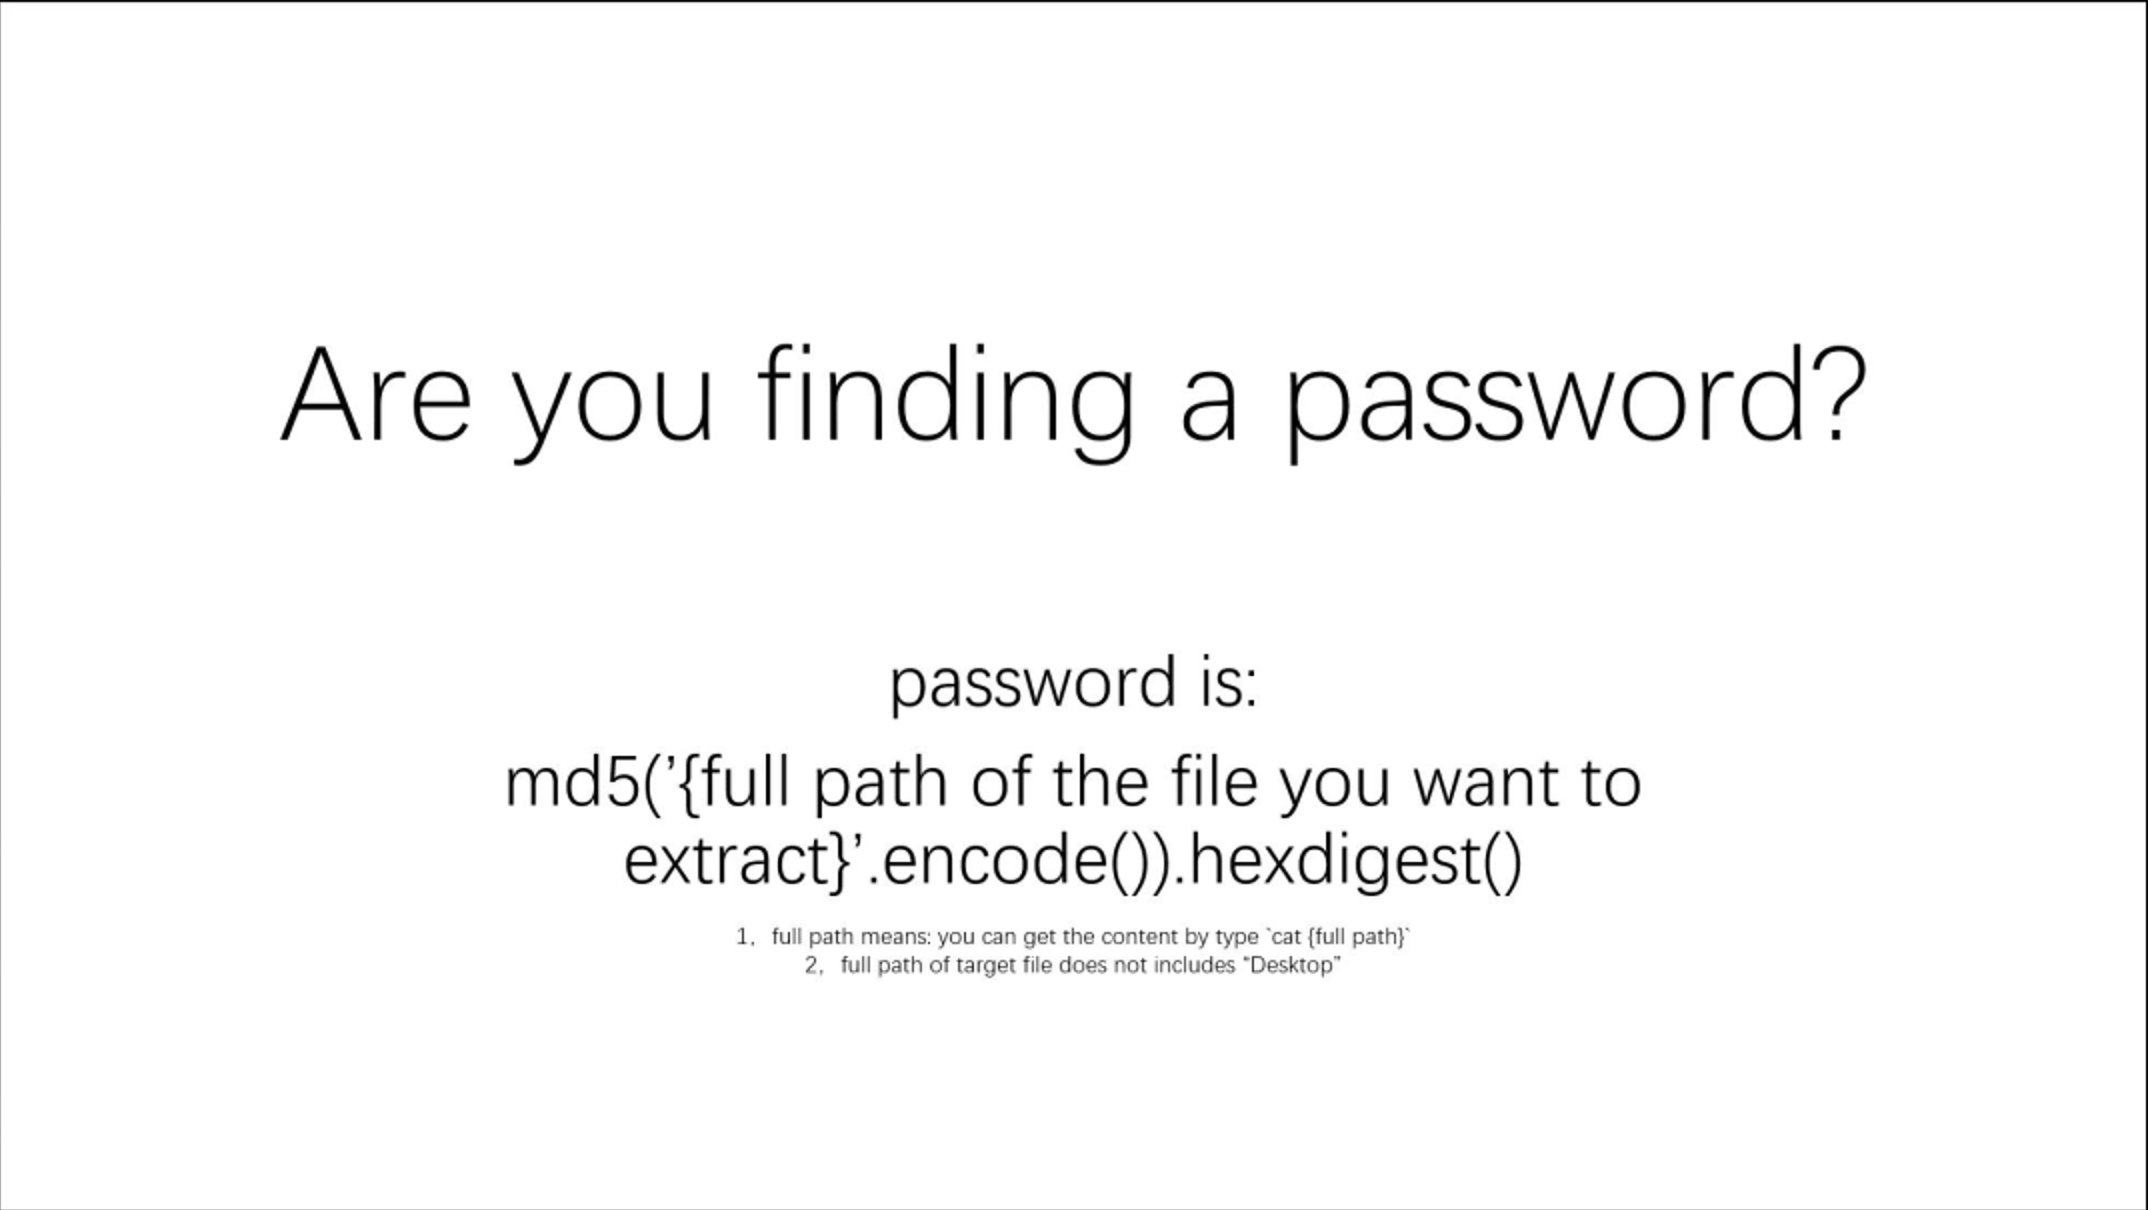 Are you finding a password?
password is:
md5('{full path of the file you want to
extract}'.encode()).hexdigest()
1, full path means: you can get the content by type `cat {full path}`
2, full path of target file does not includes "Desktop"